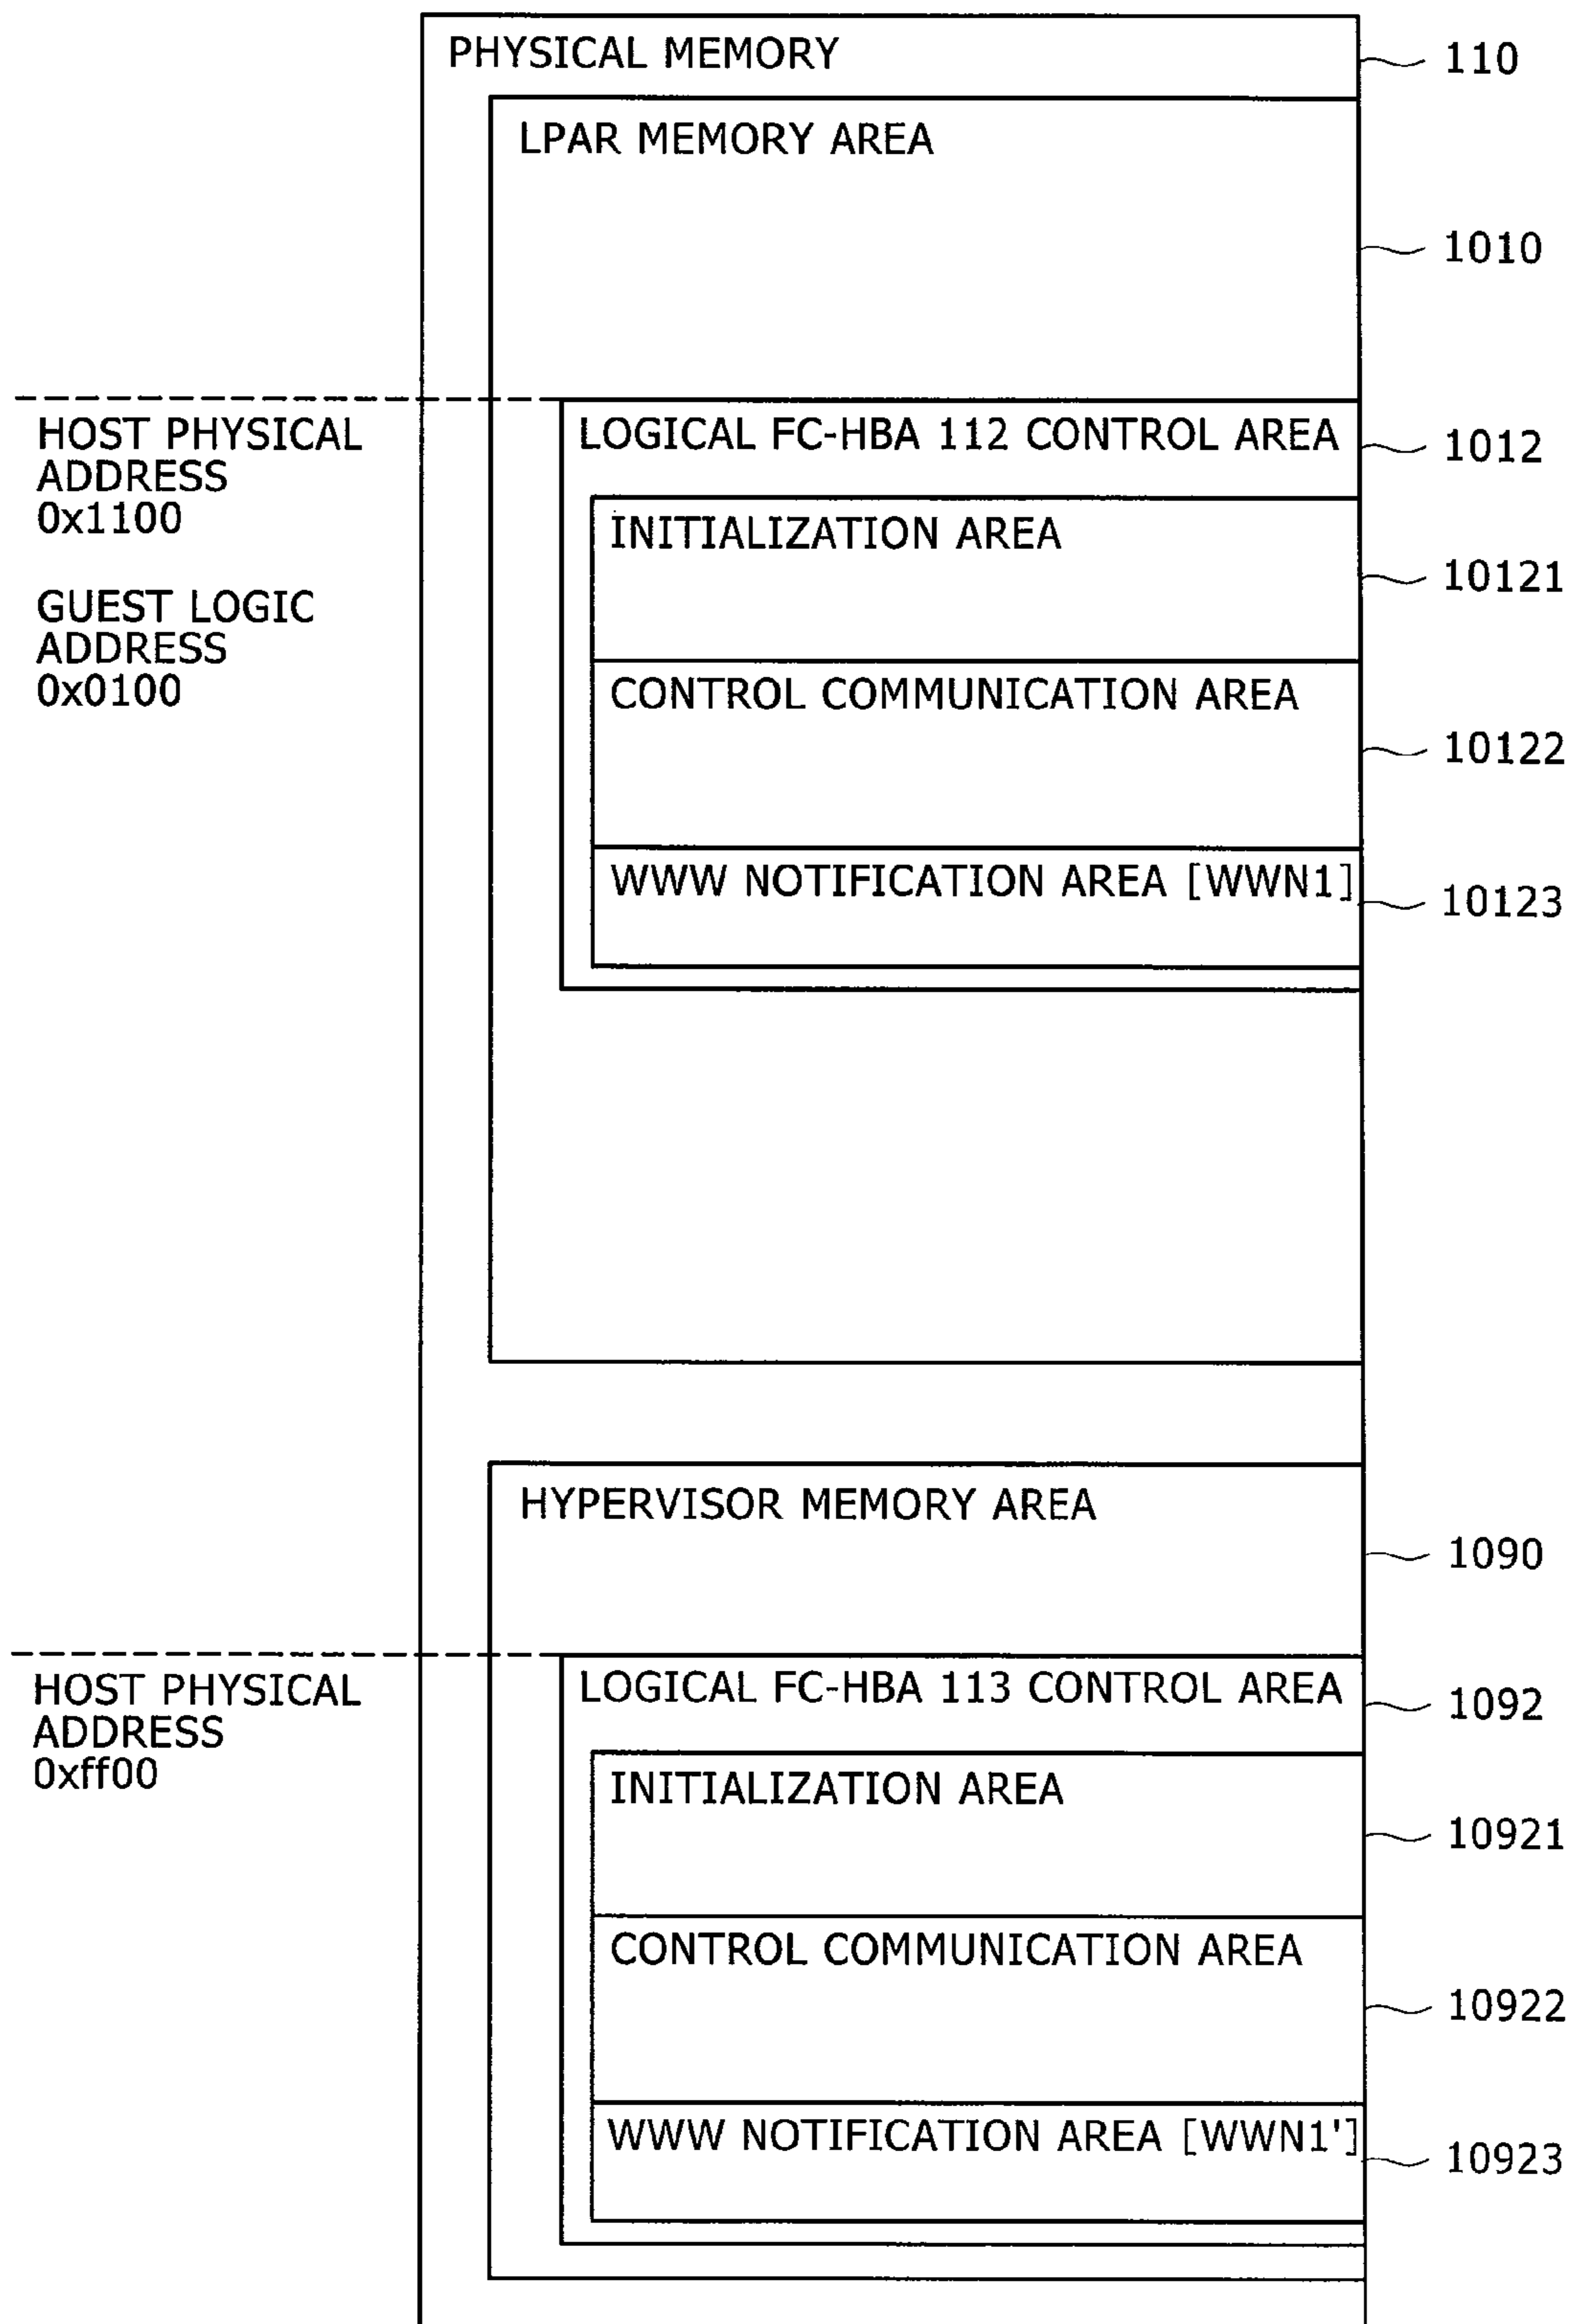 PHYSICAL MEMORY
110
LPAR MEMORY AREA
1010
HOST PHYSICAL
ADDRESS
0x1100
GUEST LOGIC
ADDRESS
0x0100
LOGICAL FC-HBA 112 CONTROL AREA
1012
INITIALIZATION AREA
10121
CONTROL COMMUNICATION AREA
10122
WWW NOTIFICATION AREA [WWN1]
10123
HYPERVISOR MEMORY AREA
1090
HOST PHYSICAL
ADDRESS
0xff00
LOGICAL FC-HBA 113 CONTROL AREA
1092
INITIALIZATION AREA
10921
CONTROL COMMUNICATION AREA
10922
WWW NOTIFICATION AREA [WWN1']
10923